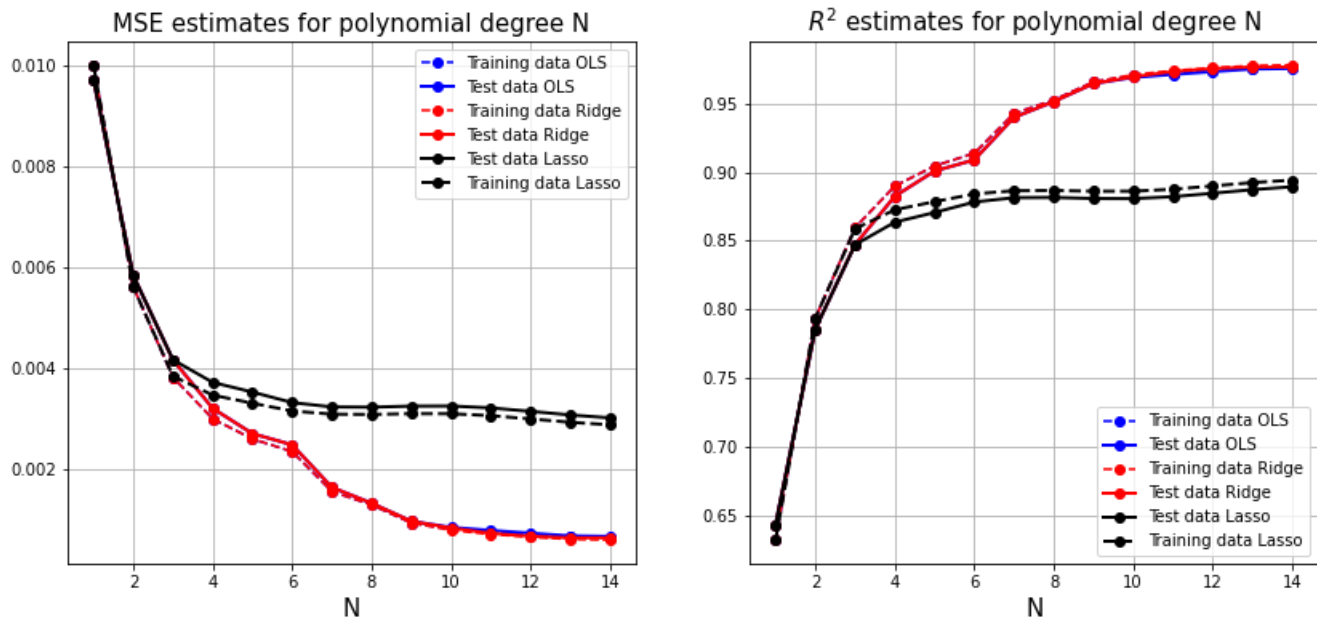 MSE estimates for polynomial degree N
0.010
0.008
0.006
0.004
0.002
2 4 6 8 10 12 14
N
Training data OLS
Test data OLS
Training data Ridge
Test data Ridge
Test data Lasso
Training data Lasso
R² estimates for polynomial degree N
0.95
0.90
0.85
0.80
0.75
0.70
0.65
2 4 6 8 10 12 14
N
Training data OLS
Test data OLS
Training data Ridge
Test data Ridge
Test data Lasso
Training data Lasso